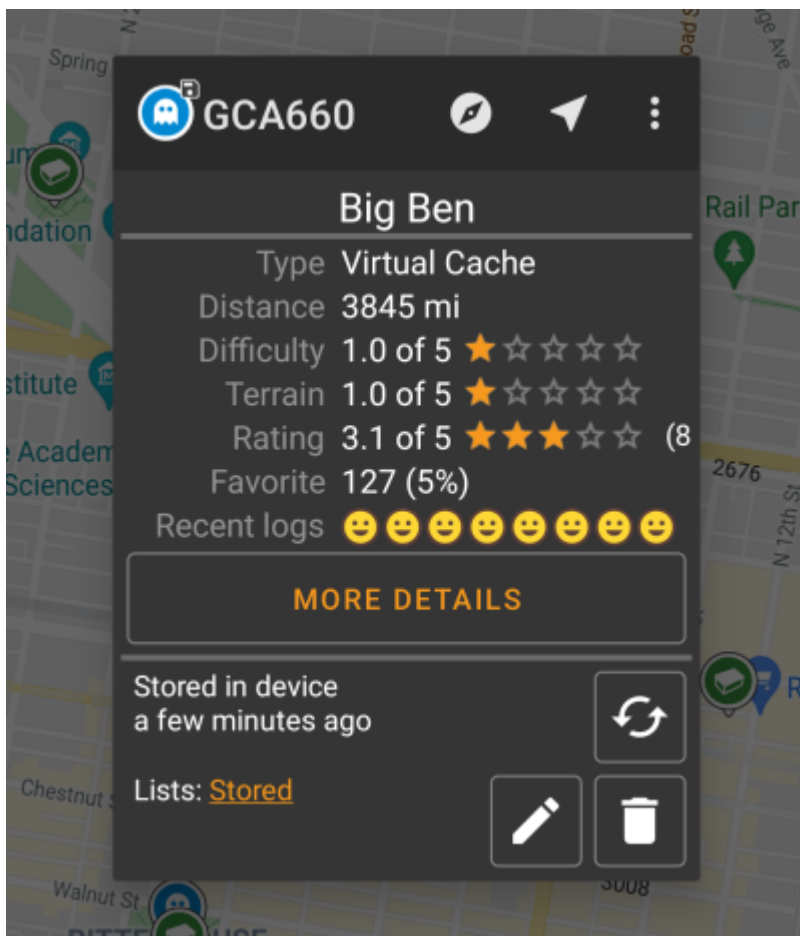 Spring
GCA660
Big Ben
Type Virtual Cache
Distance 3845 mi
Difficulty 1.0 of 5
Terrain 1.0 of 5
Rating 3.1 of 5 (8
Favorite 127 (5%)
Recent logs
MORE DETAILS
Stored in device
a few minutes ago
Lists: Stored
N 2
Rail Par
um
ndation
stitute
e Academ
Sciences
2676
N 12th St
R
Chestnut S
Walnut St
3008